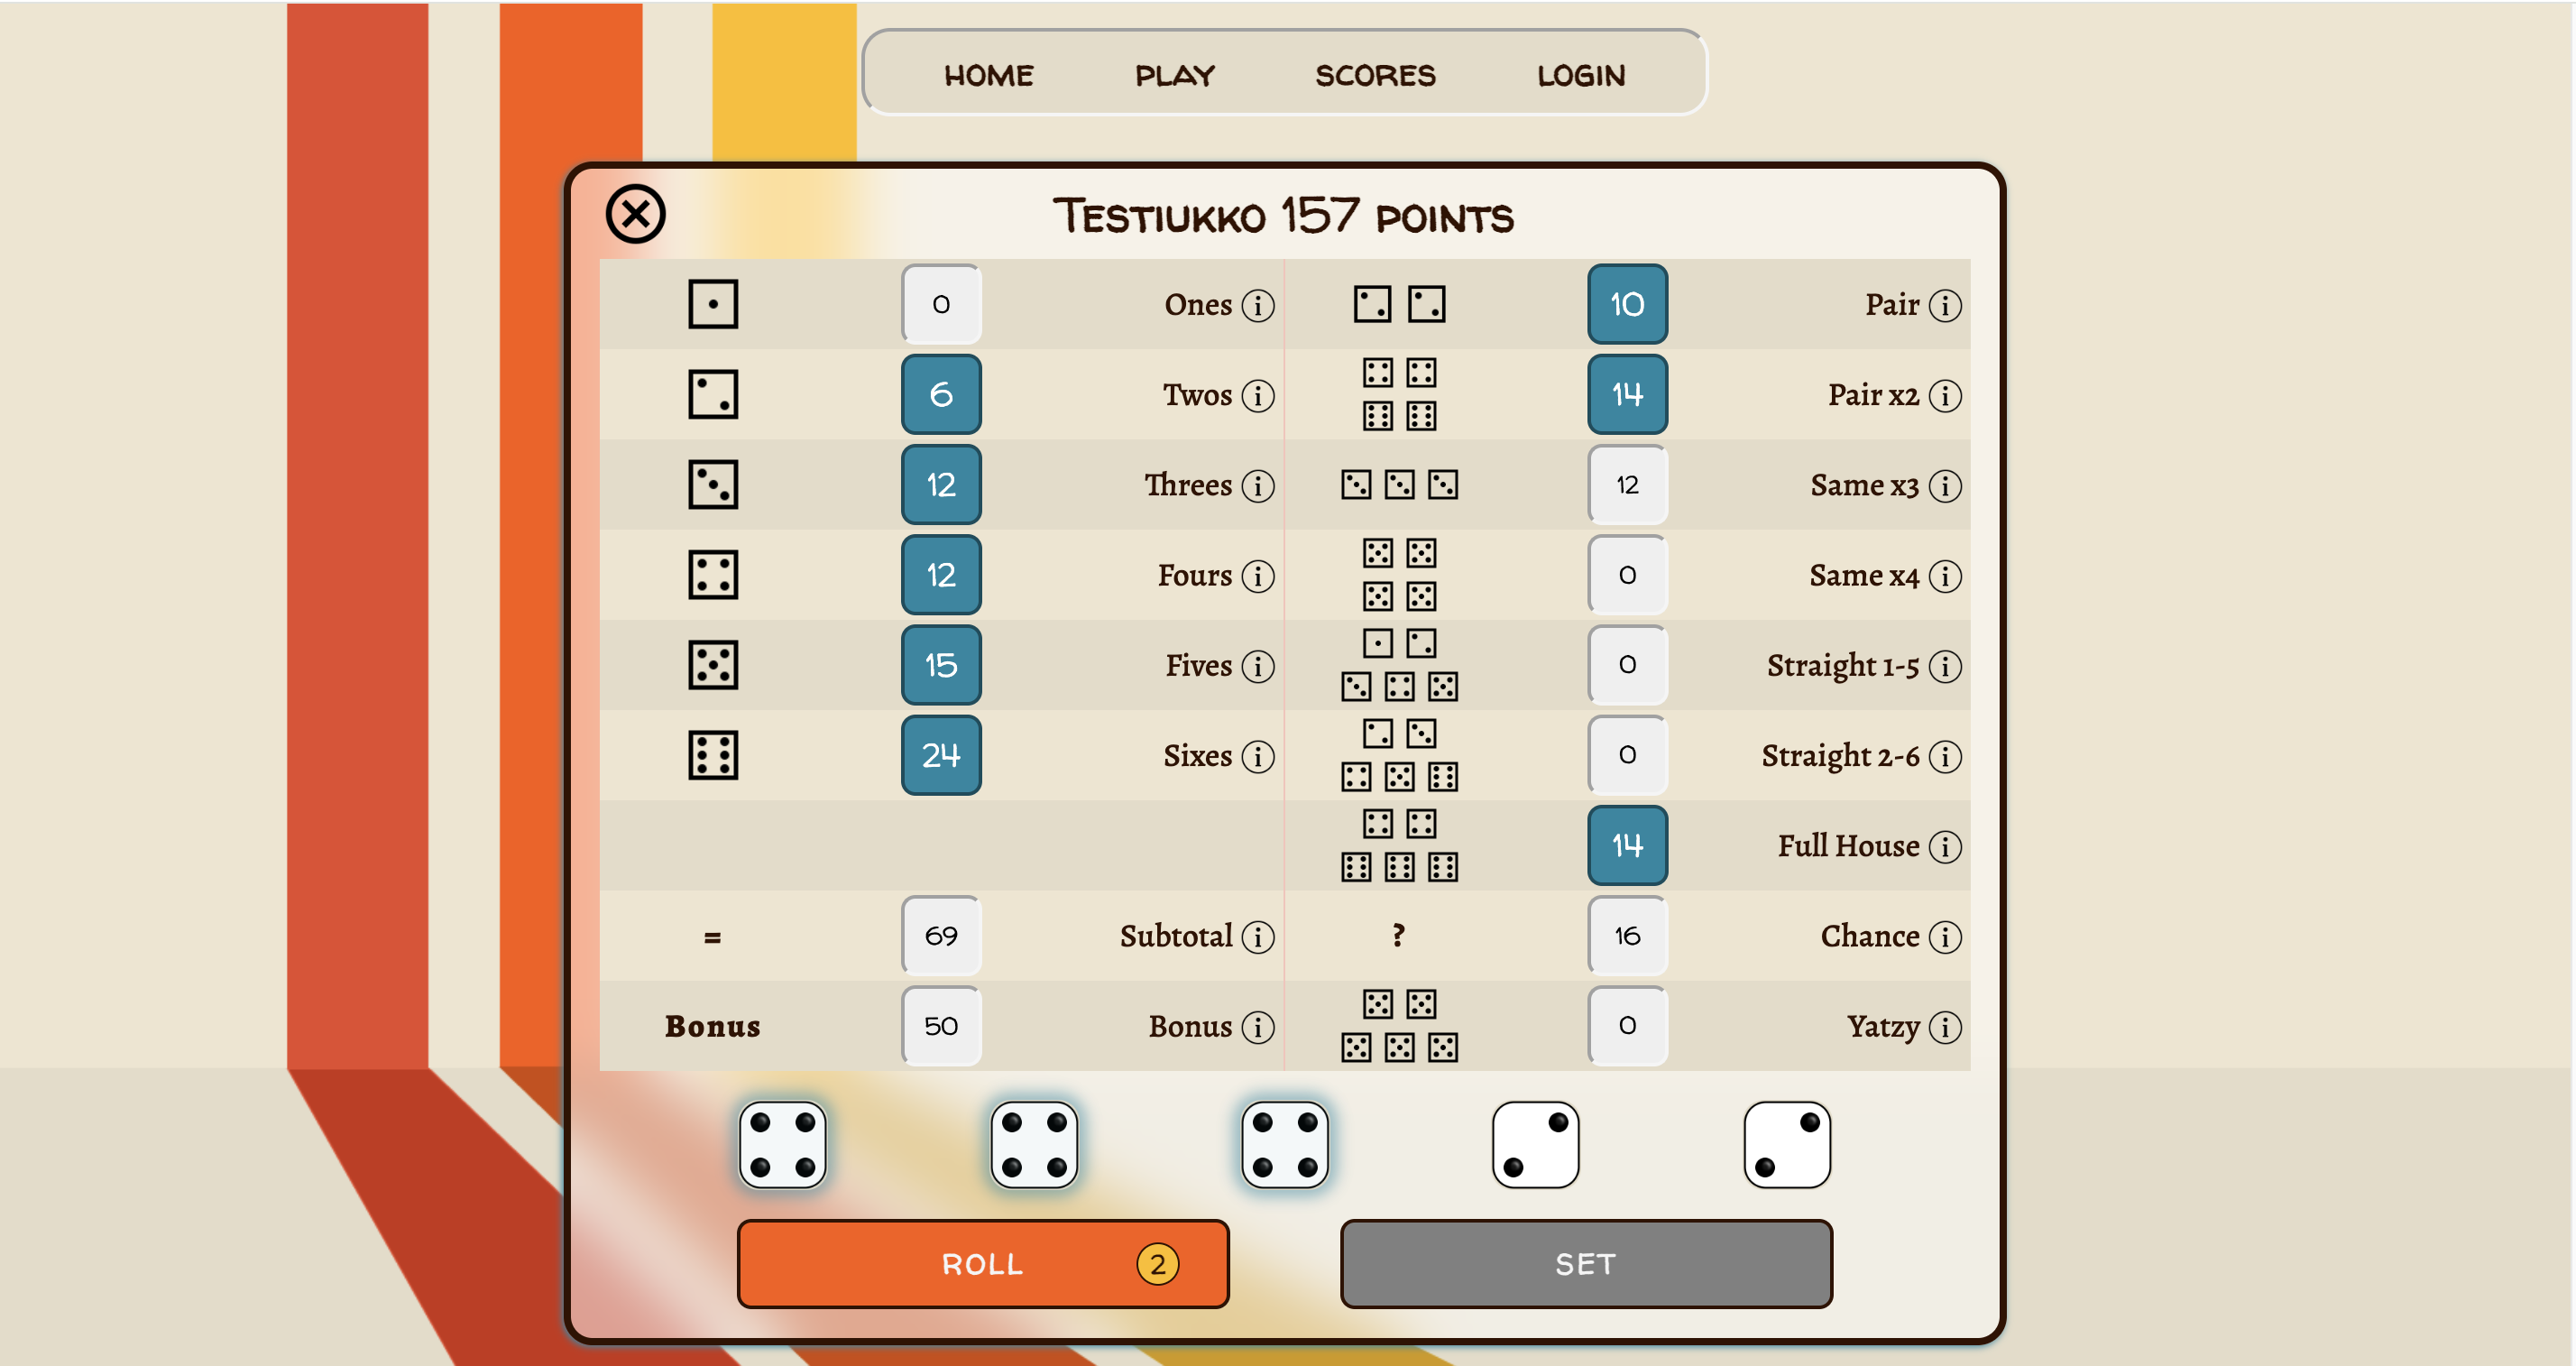 HOME PLAY SCORES LOGIN
Testiukko 157 points
0 Ones i 10 Pair i
6 Twos i 14 Pair x2 i
12 Threes i 12 Same x3 i
12 Fours i 0 Same x4 i
15 Fives i 0 Straight 1-5 i
24 Sixes i 0 Straight 2-6 i
14 Full House i
= 69 Subtotal i ? 16 Chance i
Bonus 50 Bonus i 0 Yatzy i
ROLL 2 SET